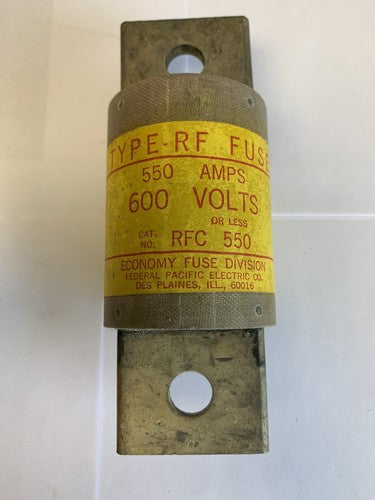 TYPE-RF FUSE
550 AMPS
600 VOLTS
OR LESS
CAT. NO. RFC 550
ECONOMY FUSE DIVISION
FEDERAL PACIFIC ELECTRIC CO.
DES PLAINES, ILL., 60016